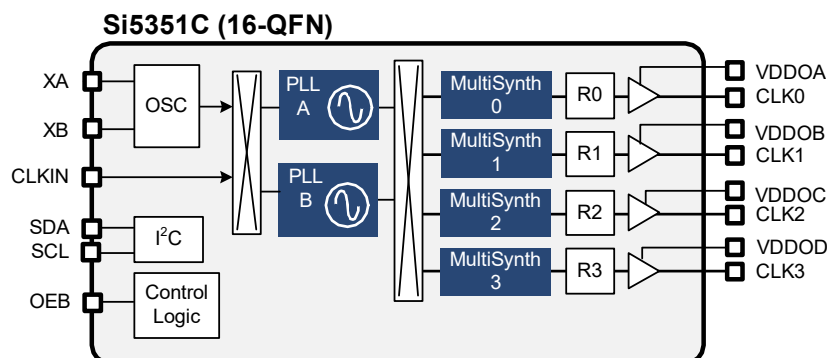 Si5351C (16-QFN)
XA
XB
CLKIN
SDA
SCL
OEB
OSC
I²C
Control
Logic
PLL
A
PLL
B
MultiSynth
0
MultiSynth
1
MultiSynth
2
MultiSynth
3
R0
R1
R2
R3
VDDOA
CLK0
VDDOB
CLK1
VDDOC
CLK2
VDDOD
CLK3